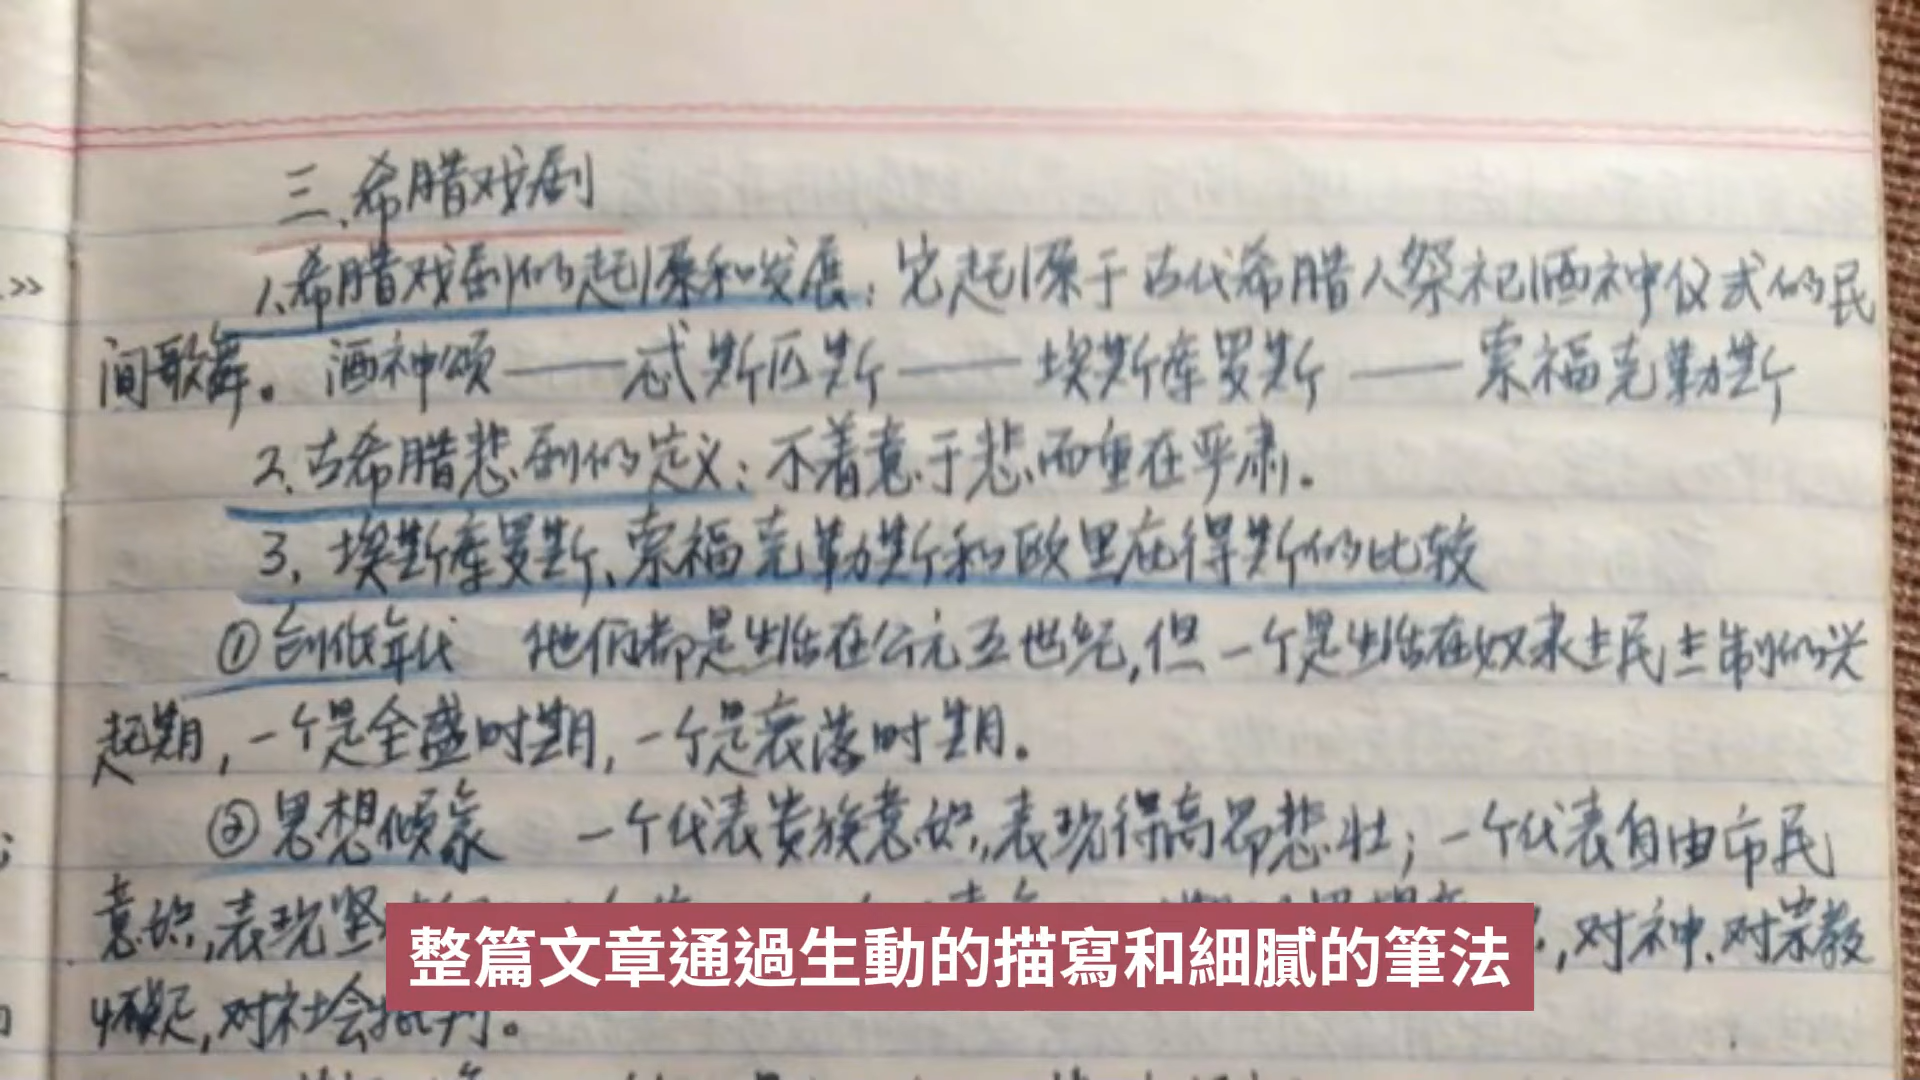 三.希腊戏剧
1.希腊戏剧的起源和发展：它起源于古代希腊人祭祀酒神仪式的民
间歌舞。酒神颂——忒斯匹斯——埃斯库罗斯——索福克勒斯
2.古希腊悲剧的定义：不着意于悲而重在严肃。
3.埃斯库罗斯、索福克勒斯和欧里庇得斯的比较
①创作年代 他们都是生活在公元五世纪,但一个是生活在奴隶主民主制的兴
起期,一个是全盛时期,一个是衰落时期。
②思想倾象 一个代表贵族意识,表现得高昂悲壮；一个代表自由市民
意识,表现坚
,对神、对宗教
怀疑,对社会批判。
整篇文章通過生動的描寫和細膩的筆法